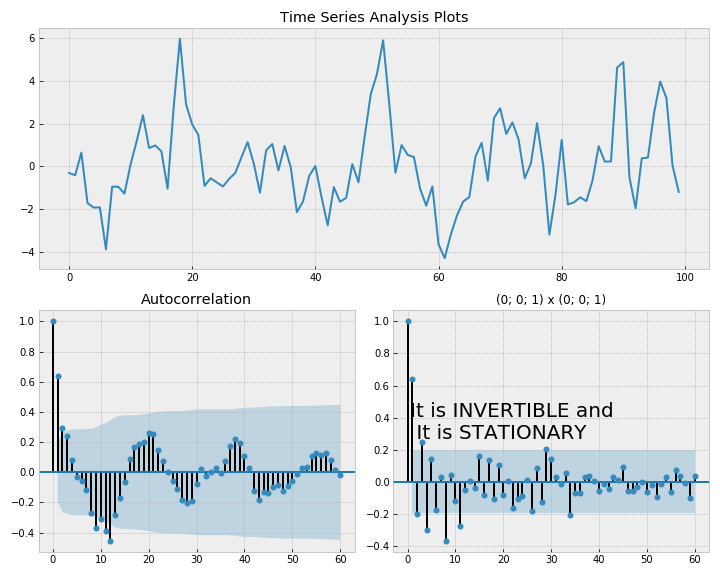 Time Series Analysis Plots
6
4
2
0
−2
−4
0 20 40 60 80 100
Autocorrelation
1.0
0.8
0.6
0.4
0.2
0.0
−0.2
−0.4
0 10 20 30 40 50 60
(0; 0; 1) x (0; 0; 1)
1.0
0.8
0.6
0.4
0.2
0.0
−0.2
−0.4
It is INVERTIBLE and
It is STATIONARY
0 10 20 30 40 50 60